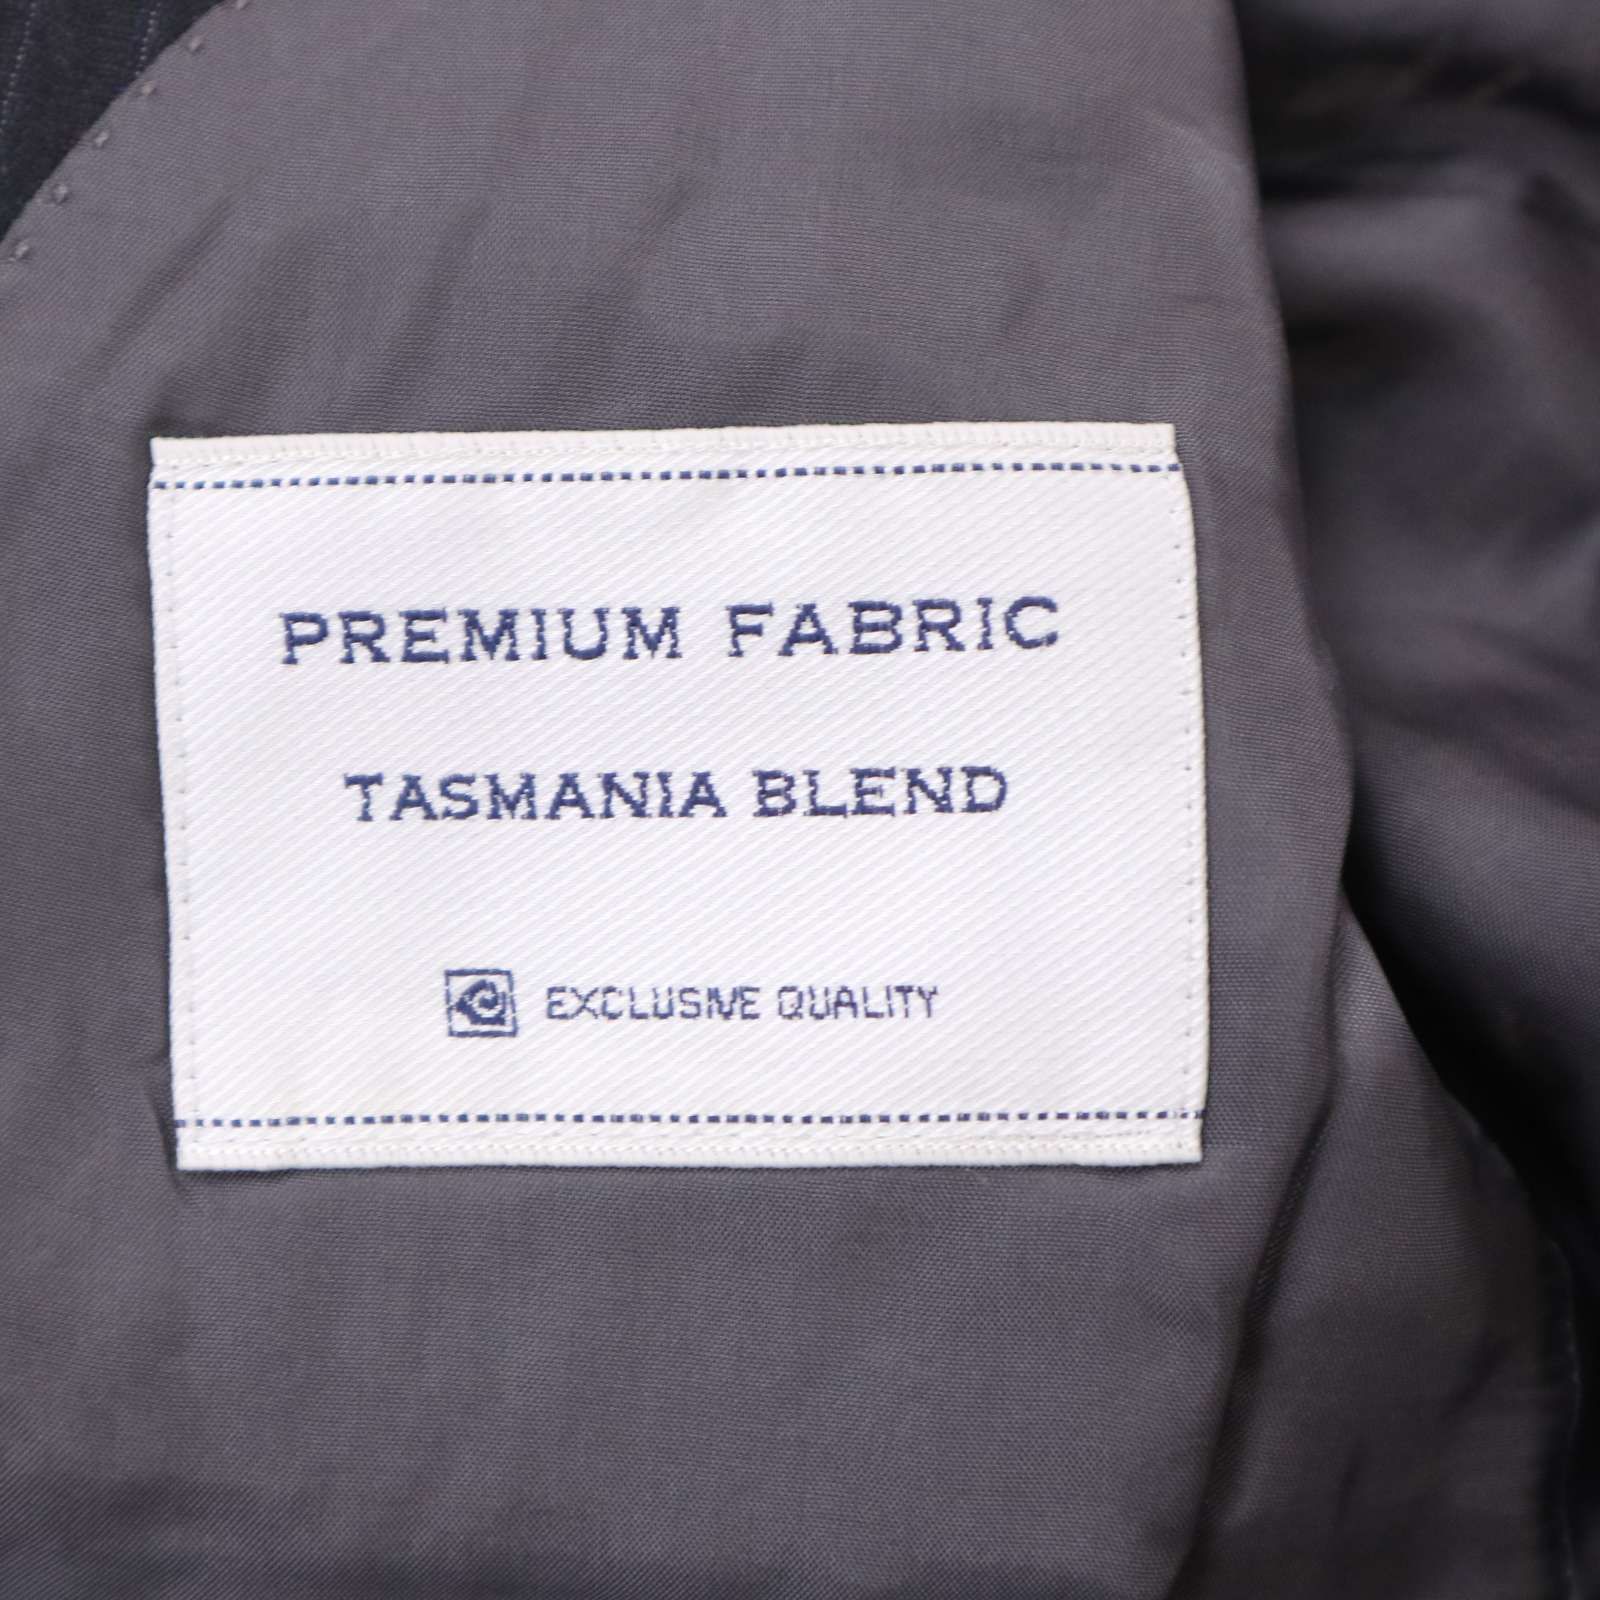 PREMIUM FABRIC
TASMANIA BLEND
EXCLUSIVE QUALITY